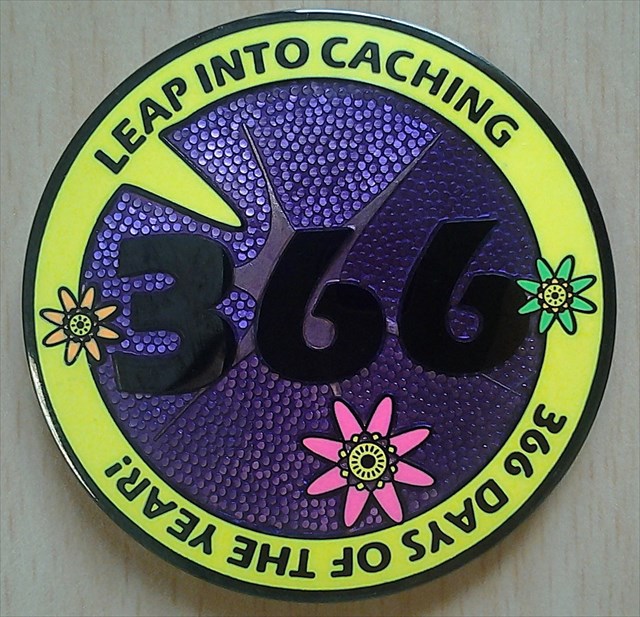 LEAP INTO CACHING
366
366 DAYS OF THE YEAR!